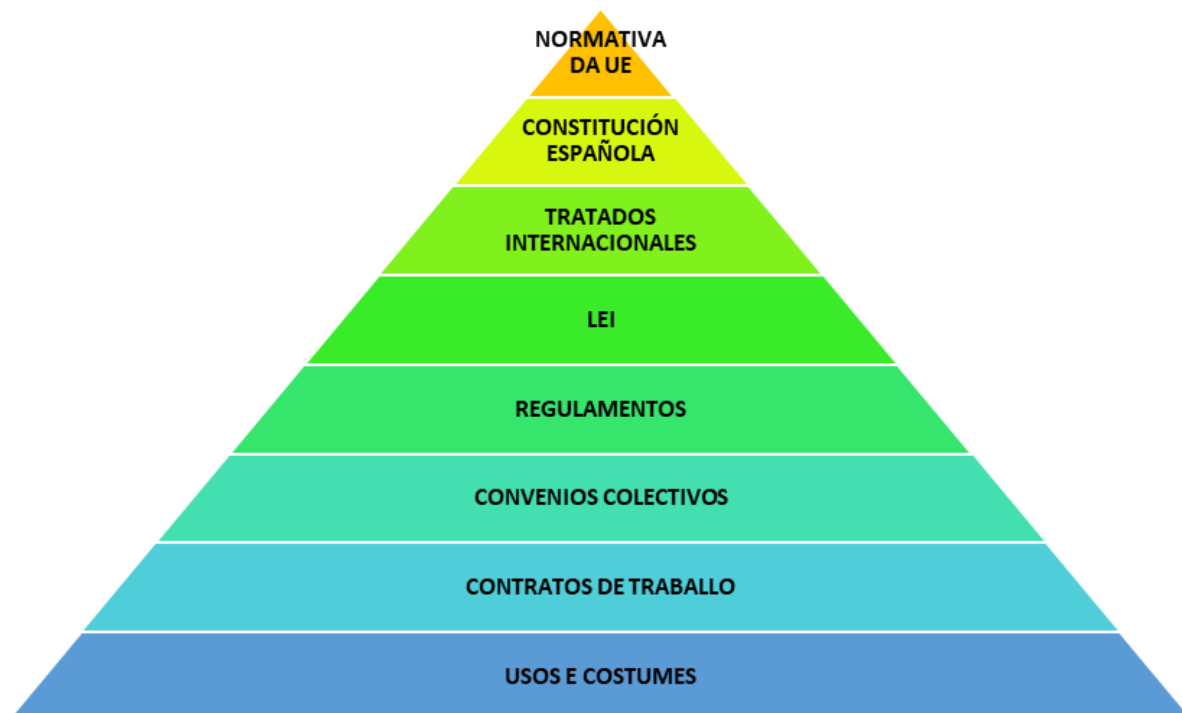 NORMATIVA
DA UE
CONSTITUCIÓN
ESPAÑOLA
TRATADOS
INTERNACIONALES
LEI
REGULAMENTOS
CONVENIOS COLECTIVOS
CONTRATOS DE TRABALLO
USOS E COSTUMES